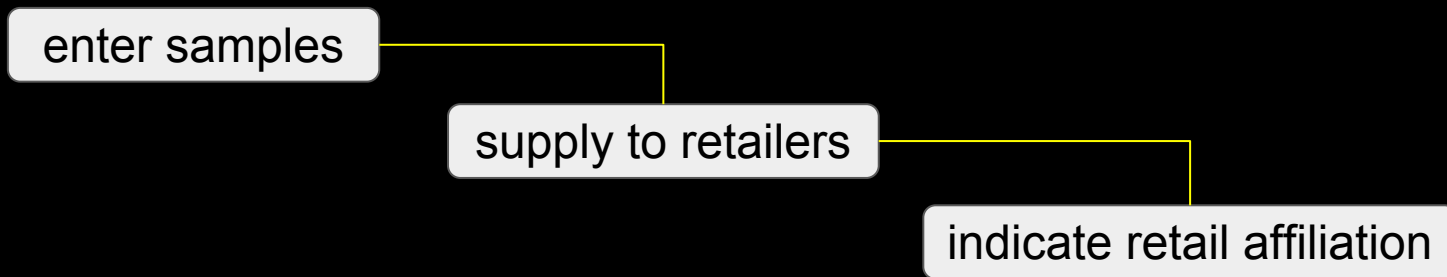 enter samples
supply to retailers
indicate retail affiliation